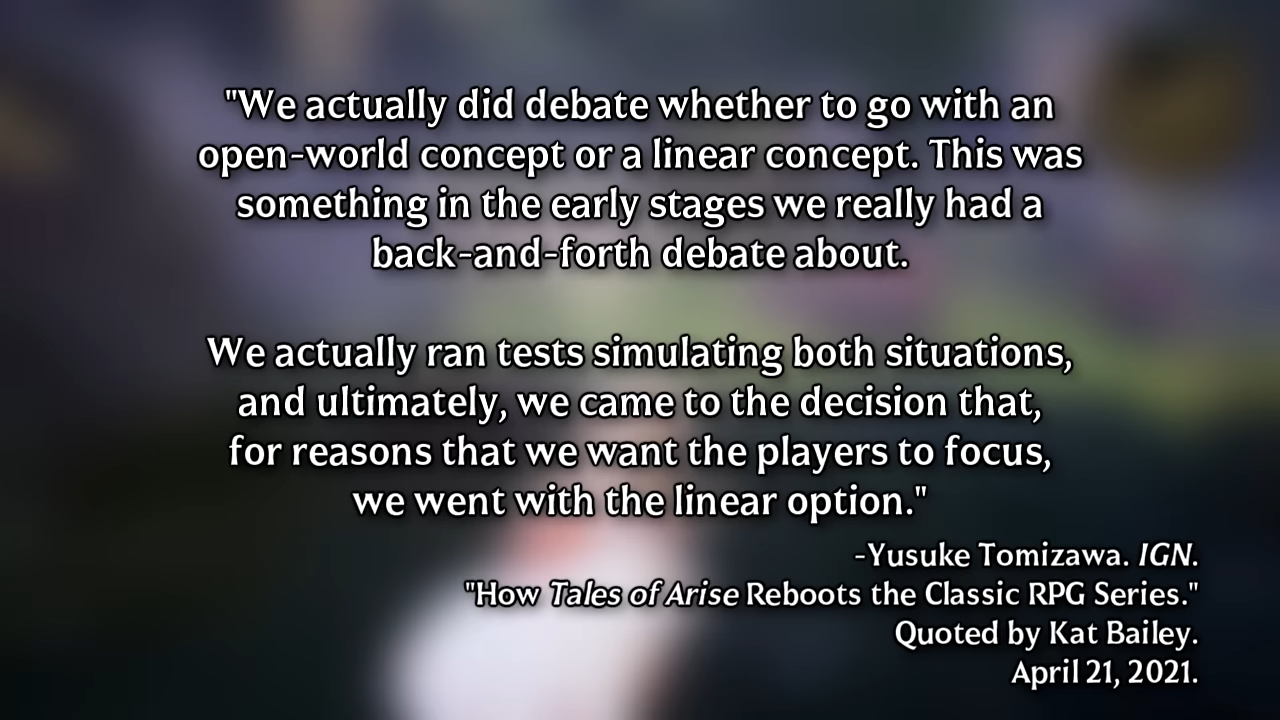 "We actually did debate whether to go with an
open-world concept or a linear concept. This was
something in the early stages we really had a
back-and-forth debate about.
We actually ran tests simulating both situations,
and ultimately, we came to the decision that,
for reasons that we want the players to focus,
we went with the linear option."
-Yusuke Tomizawa. IGN.
"How Tales of Arise Reboots the Classic RPG Series."
Quoted by Kat Bailey.
April 21, 2021.